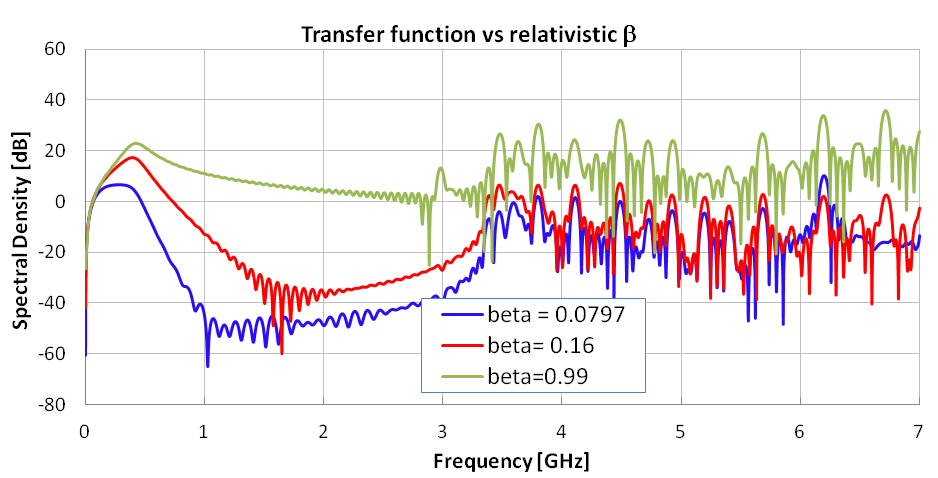 Transfer function vs relativistic β
60
40
20
0
-20
-40
-60
-80
Spectral Density [dB]
beta = 0.0797
beta= 0.16
beta=0.99
0 1 2 3 4 5 6 7
Frequency [GHz]